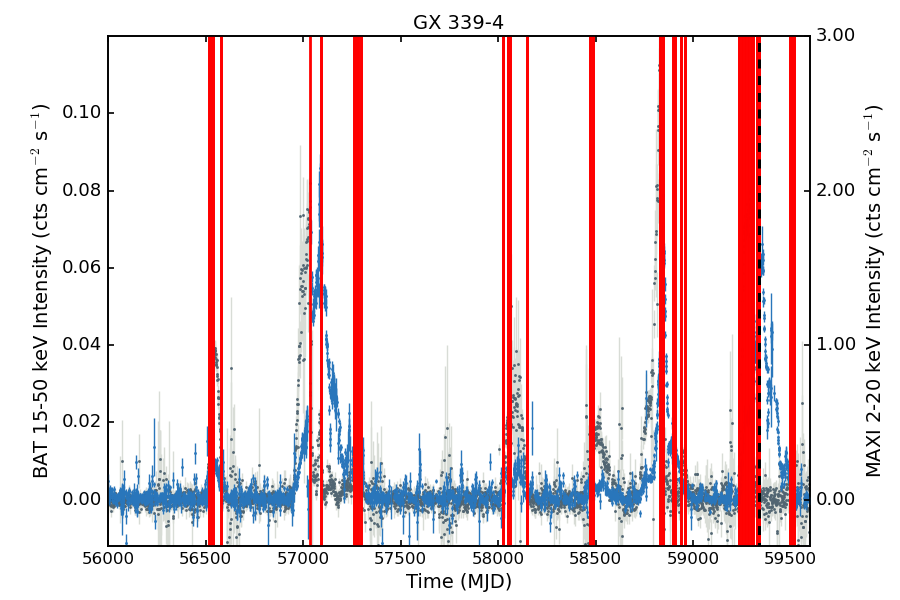 GX 339-4
BAT 15-50 keV Intensity (cts cm⁻² s⁻¹)
0.10
0.08
0.06
0.04
0.02
0.00
3.00
2.00
1.00
0.00
MAXI 2-20 keV Intensity (cts cm⁻² s⁻¹)
56000 56500 57000 57500 58000 58500 59000 59500
Time (MJD)